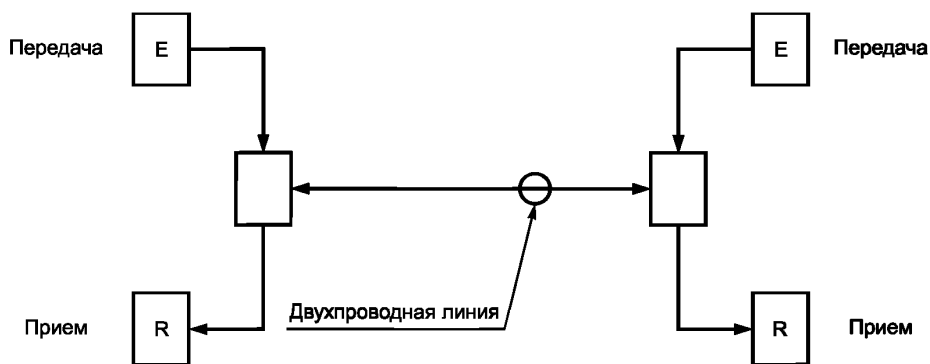 Передача
E
E
Передача
Двухпроводная линия
Прием
R
R
Прием